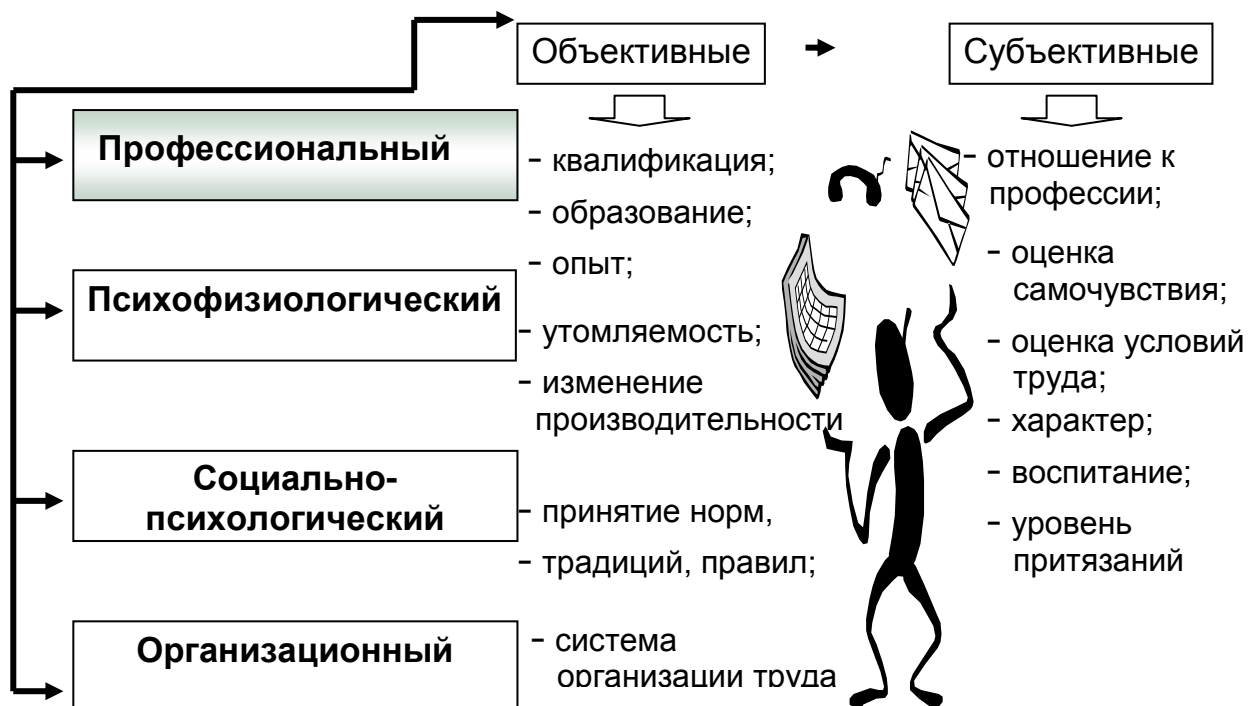 Объективные
Субъективные
Профессиональный
Психофизиологический
Социально-
психологический
Организационный
- квалификация;
- образование;
- опыт;
- утомляемость;
- изменение
производительности
- принятие норм,
- традиций, правил;
- система
организации труда
- отношение к
профессии;
- оценка
самочувствия;
- оценка условий
труда;
- характер;
- воспитание;
- уровень
притязаний